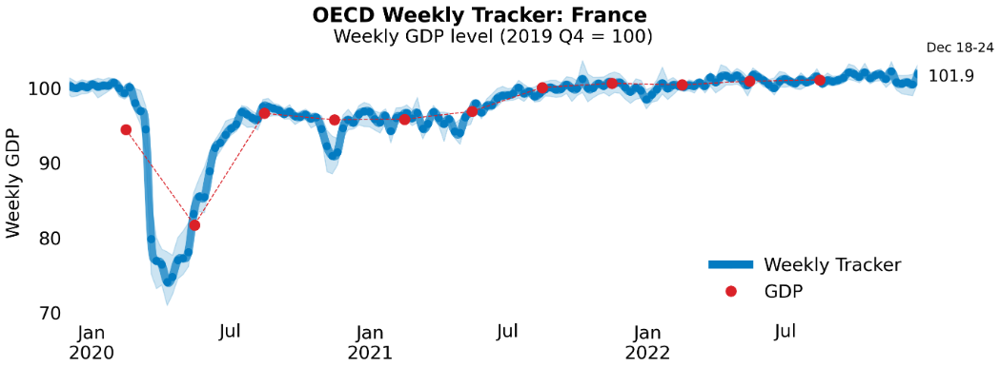 OECD Weekly Tracker: France
Weekly GDP level (2019 Q4 = 100)
Dec 18-24
101.9
Weekly GDP
100
90
80
70
Weekly Tracker
GDP
Jan
2020
Jul
Jan
2021
Jul
Jan
2022
Jul